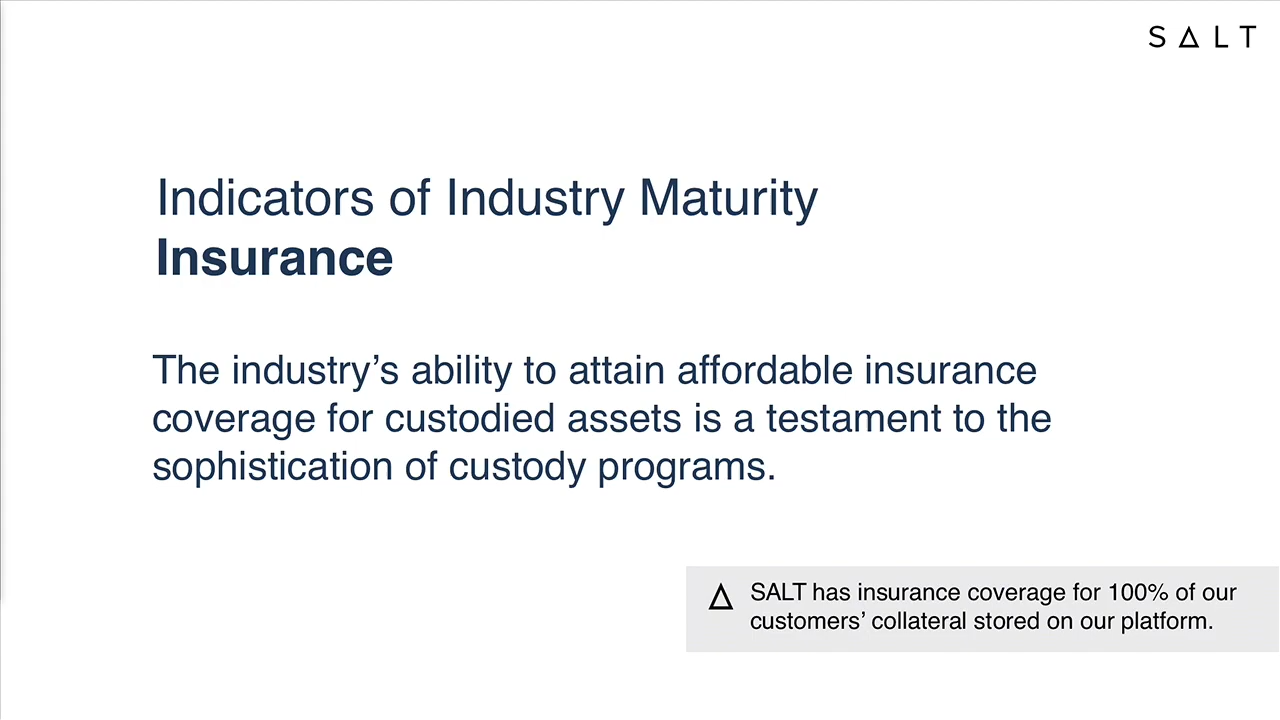 SALT
Indicators of Industry Maturity
Insurance
The industry’s ability to attain affordable insurance
coverage for custodied assets is a testament to the
sophistication of custody programs.
SALT has insurance coverage for 100% of our
customers’ collateral stored on our platform.